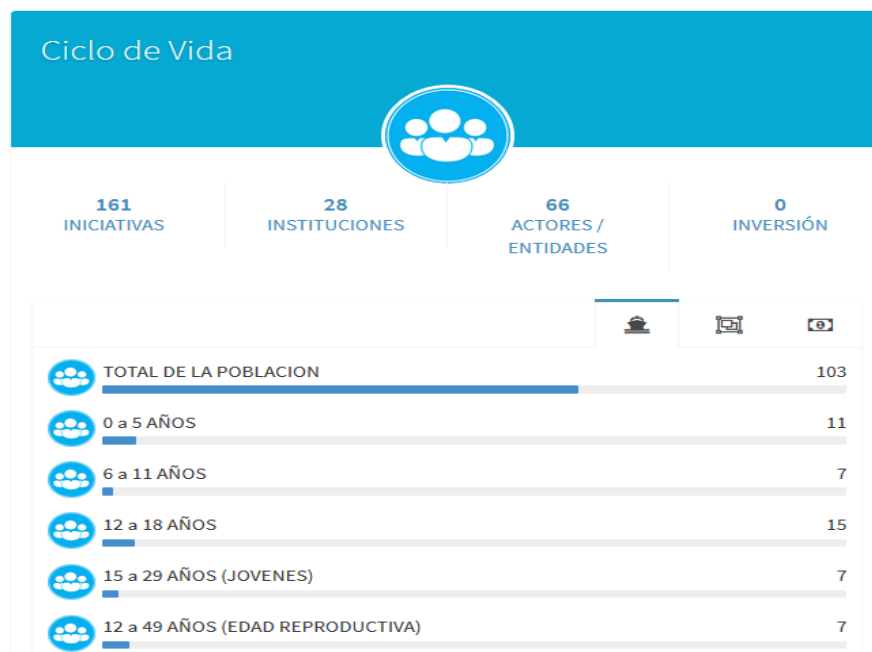 Ciclo de Vida
161
INICIATIVAS
28
INSTITUCIONES
66
ACTORES /
ENTIDADES
0
INVERSIÓN
TOTAL DE LA POBLACION 103
0 a 5 AÑOS 11
6 a 11 AÑOS 7
12 a 18 AÑOS 15
15 a 29 AÑOS (JOVENES) 7
12 a 49 AÑOS (EDAD REPRODUCTIVA) 7